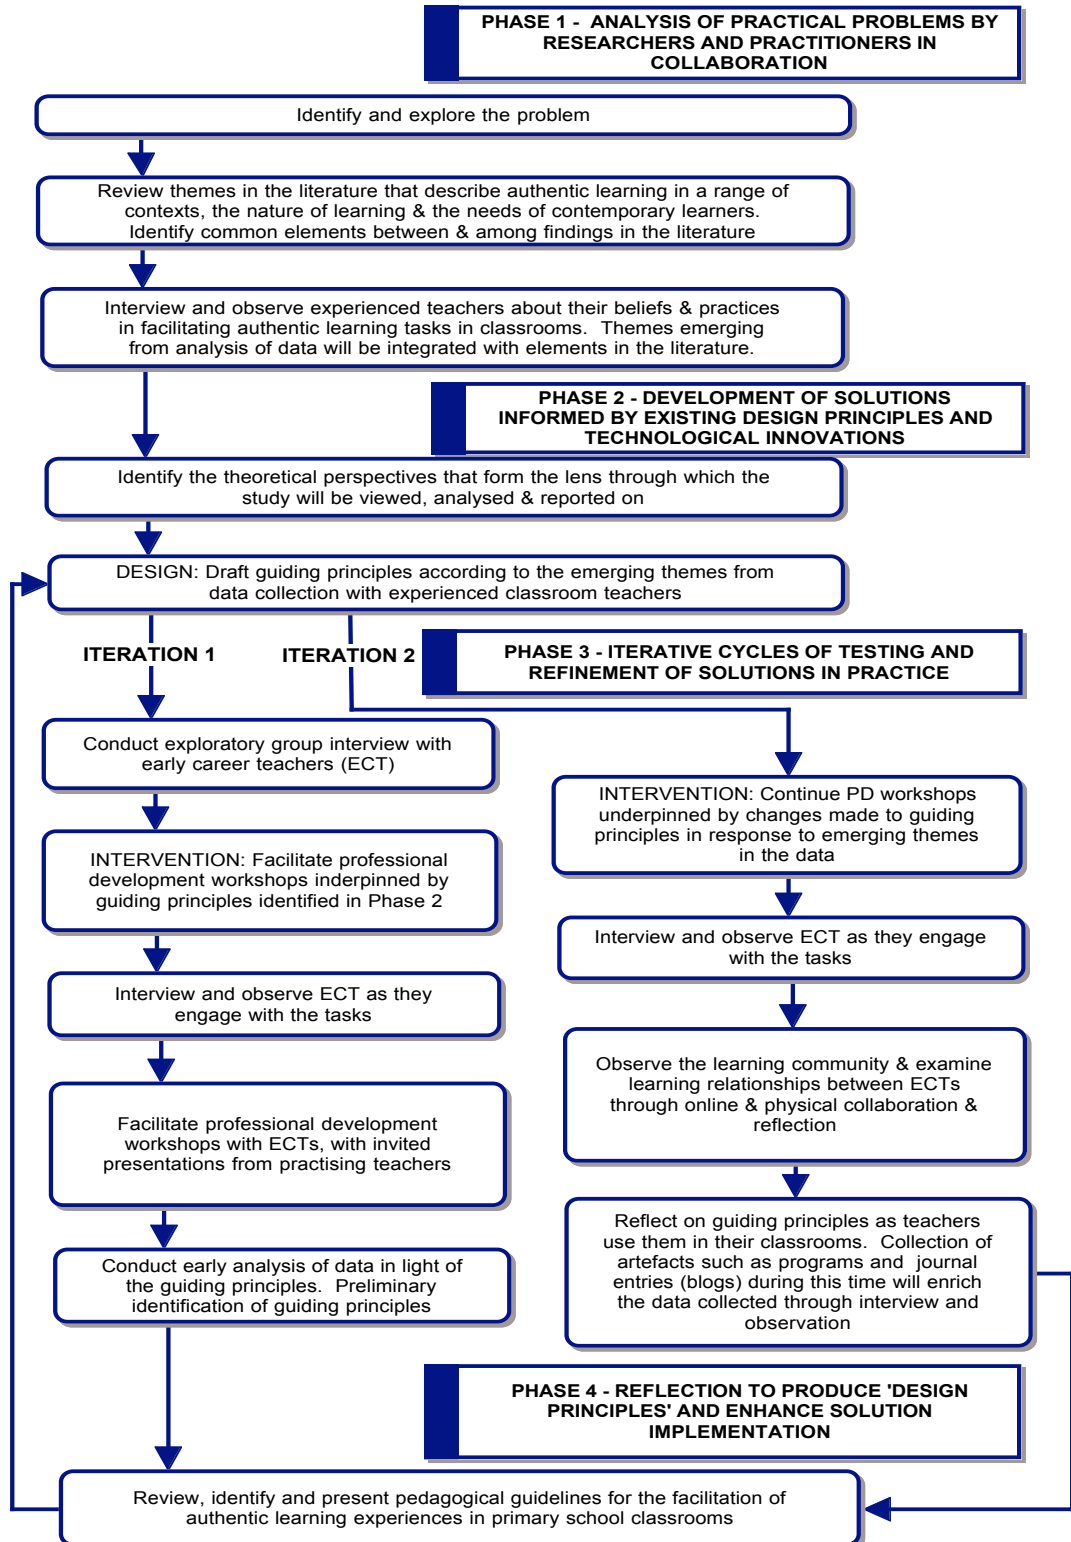 PHASE 1 - ANALYSIS OF PRACTICAL PROBLEMS BY
RESEARCHERS AND PRACTITIONERS IN
COLLABORATION
Identify and explore the problem
Review themes in the literature that describe authentic learning in a range of
contexts, the nature of learning & the needs of contemporary learners.
Identify common elements between & among findings in the literature
Interview and observe experienced teachers about their beliefs & practices
in facilitating authentic learning tasks in classrooms. Themes emerging
from analysis of data will be integrated with elements in the literature.
PHASE 2 - DEVELOPMENT OF SOLUTIONS
INFORMED BY EXISTING DESIGN PRINCIPLES AND
TECHNOLOGICAL INNOVATIONS
Identify the theoretical perspectives that form the lens through which the
study will be viewed, analysed & reported on
DESIGN: Draft guiding principles according to the emerging themes from
data collection with experienced classroom teachers
ITERATION 1
ITERATION 2
PHASE 3 - ITERATIVE CYCLES OF TESTING AND
REFINEMENT OF SOLUTIONS IN PRACTICE
Conduct exploratory group interview with
early career teachers (ECT)
INTERVENTION: Facilitate professional
development workshops inderpinned by
guiding principles identified in Phase 2
Interview and observe ECT as they
engage with the tasks
Facilitate professional development
workshops with ECTs, with invited
presentations from practising teachers
Conduct early analysis of data in light of
the guiding principles. Preliminary
identification of guiding principles
INTERVENTION: Continue PD workshops
underpinned by changes made to guiding
principles in response to emerging themes
in the data
Interview and observe ECT as they engage
with the tasks
Observe the learning community & examine
learning relationships between ECTs
through online & physical collaboration &
reflection
Reflect on guiding principles as teachers
use them in their classrooms. Collection of
artefacts such as programs and journal
entries (blogs) during this time will enrich
the data collected through interview and
observation
PHASE 4 - REFLECTION TO PRODUCE 'DESIGN
PRINCIPLES' AND ENHANCE SOLUTION
IMPLEMENTATION
Review, identify and present pedagogical guidelines for the facilitation of
authentic learning experiences in primary school classrooms